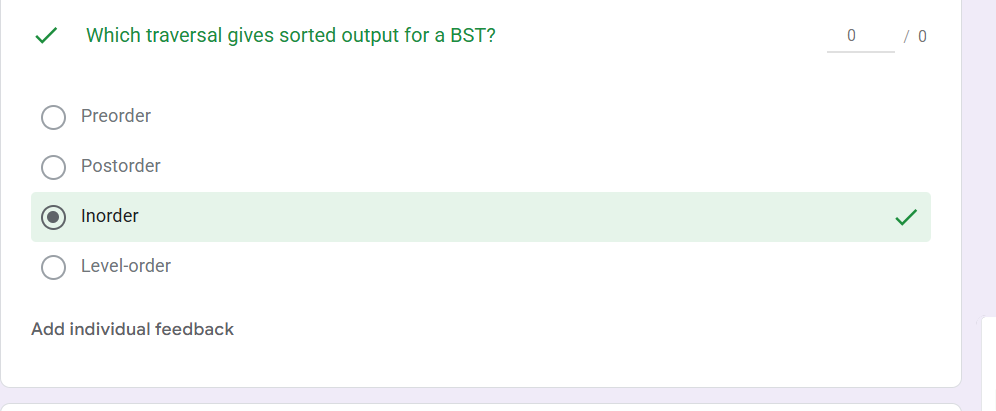 Which traversal gives sorted output for a BST?
0 / 0
Preorder
Postorder
Inorder
Level-order
Add individual feedback